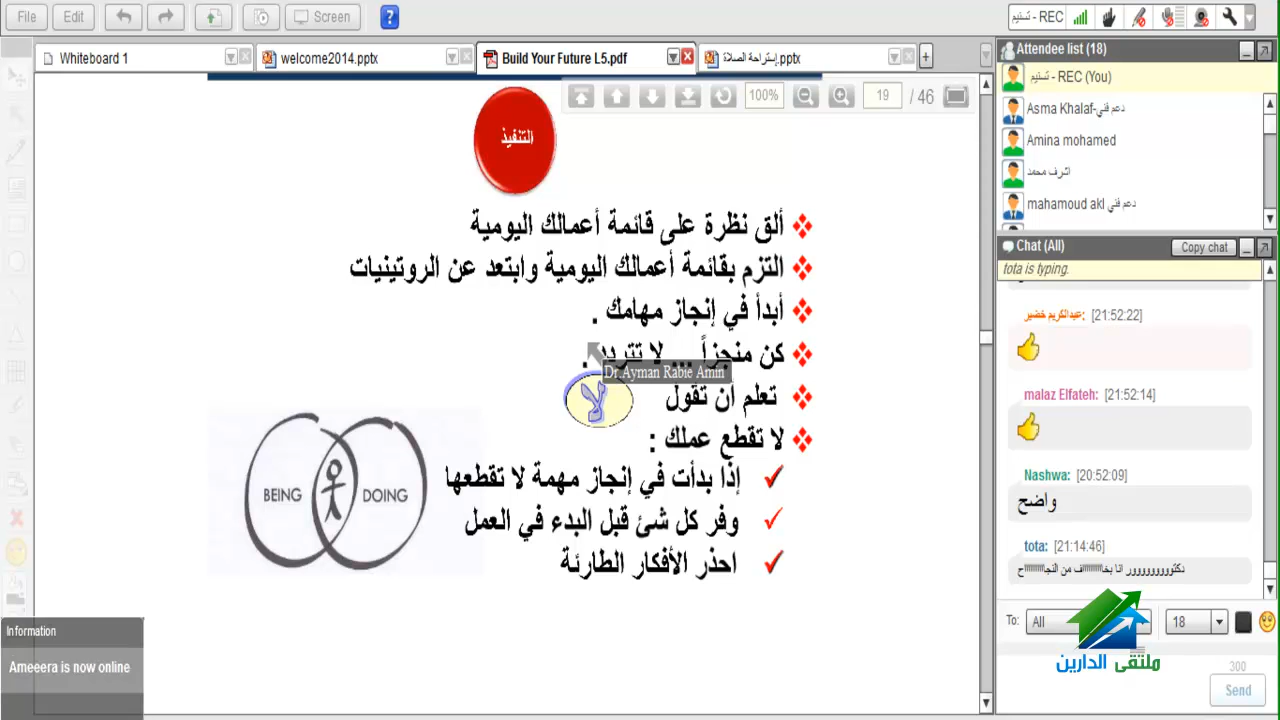 File Edit Screen ? تسنيم - REC
Whiteboard 1 welcome2014.pptx Build Your Future L5.pdf إستراحة الصلاة.pptx
100% 19 / 46
التنفيذ
ألق نظرة على قائمة أعمالك اليومية
التزم بقائمة أعمالك اليومية وابتعد عن الروتينيات
أبدأ في إنجاز مهامك .
كن منجزاً ... لا تتردد .
Dr.Ayman Rabie Amin
تعلم أن تقول لا
لا تقطع عملك :
إذا بدأت في إنجاز مهمة لا تقطعها
وفر كل شئ قبل البدء في العمل
احذر الأفكار الطارئة
BEING DOING
Information
Ameeera is now online
Attendee list (18)
تسنيم - REC (You)
Asma Khalaf-دعم فني
Amina mohamed
اشرف محمد
mahamoud akl دعم فني
Chat (All) Copy chat
tota is typing.
عبدالكريم خضير: [21:52:22]
malaz Elfateh: [21:52:14]
Nashwa: [20:52:09]
واضح
tota: [21:14:46]
To: All 18
ملتقى الدارين
300
Send